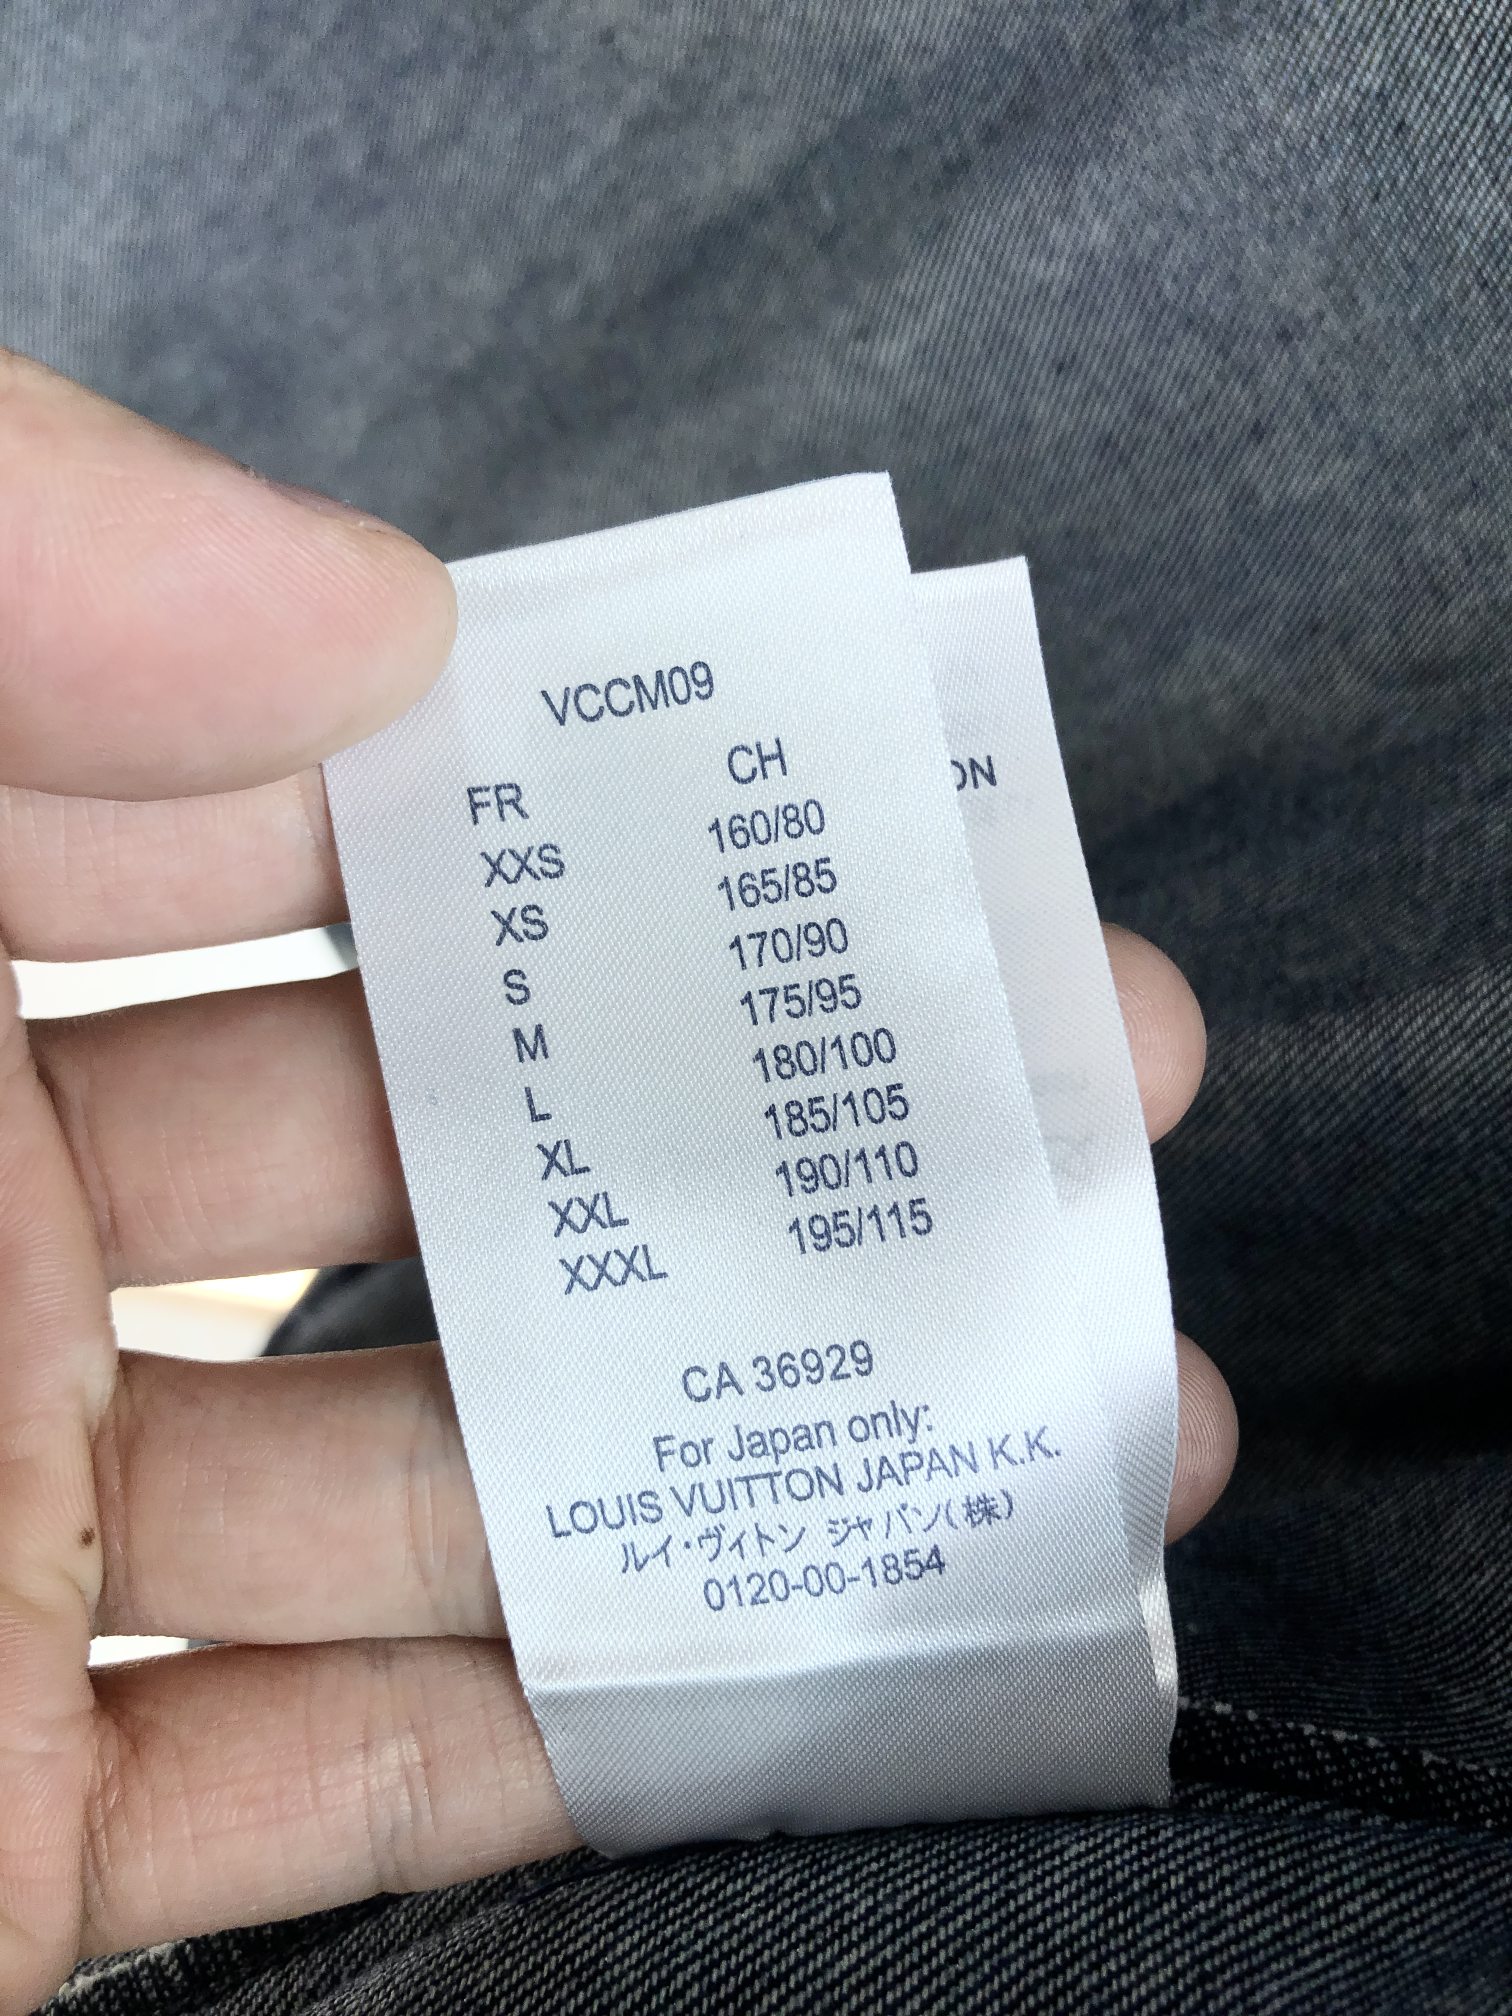 VCCM09
FR CH
XXS 160/80
XS 165/85
S 170/90
M 175/95
L 180/100
XL 185/105
XXL 190/110
XXXL 195/115
CA 36929
For Japan only:
LOUIS VUITTON JAPAN K.K.
ルイ・ヴィトン ジャパン(株)
0120-00-1854